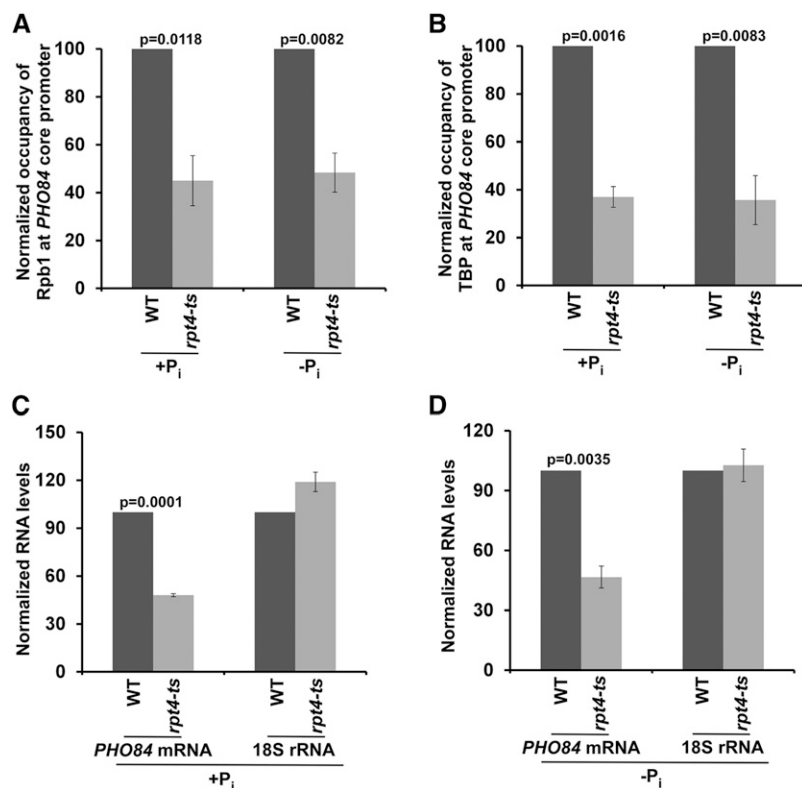 A
Normalized occupancy of
Rpb1 at PHO84 core promoter
100
80
60
40
20
0
p=0.0118
p=0.0082
WT
rpt4-ts
WT
rpt4-ts
+Pi
-Pi
B
Normalized occupancy of
TBP at PHO84 core promoter
100
80
60
40
20
0
p=0.0016
p=0.0083
WT
rpt4-ts
WT
rpt4-ts
+Pi
-Pi
C
Normalized RNA levels
150
120
90
60
30
0
p=0.0001
WT
rpt4-ts
WT
rpt4-ts
PHO84 mRNA
18S rRNA
+Pi
D
Normalized RNA levels
120
90
60
30
0
p=0.0035
WT
rpt4-ts
WT
rpt4-ts
PHO84 mRNA
18S rRNA
-Pi